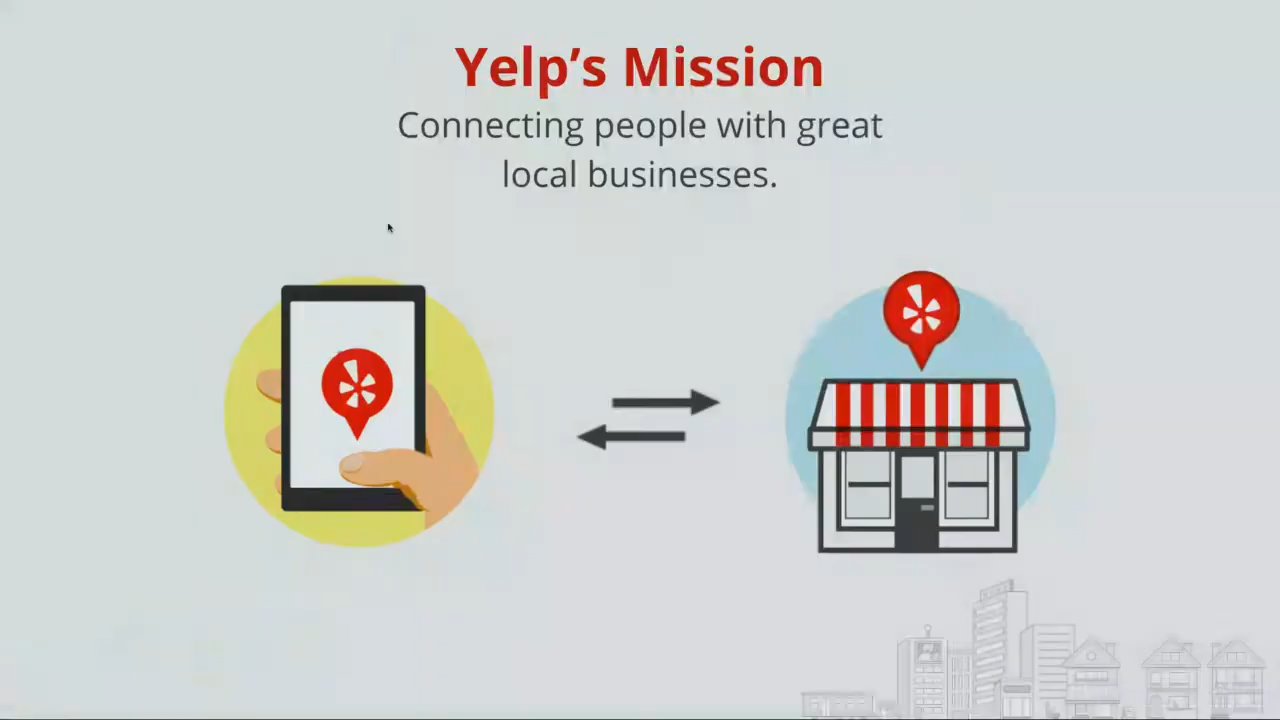 Yelp’s Mission
Connecting people with great
local businesses.